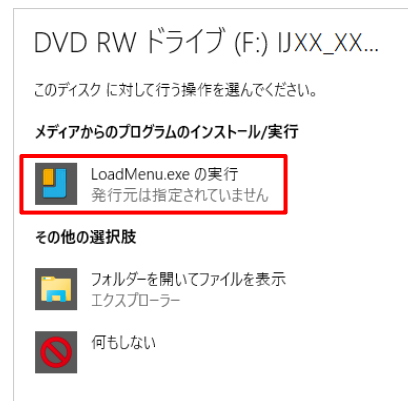 DVD RW ドライブ (F:) IJXX_XX...
このディスク に対して行う操作を選んでください。
メディアからのプログラムのインストール/実行
LoadMenu.exe の実行
発行元は指定されていません
その他の選択肢
フォルダーを開いてファイルを表示
エクスプローラー
何もしない